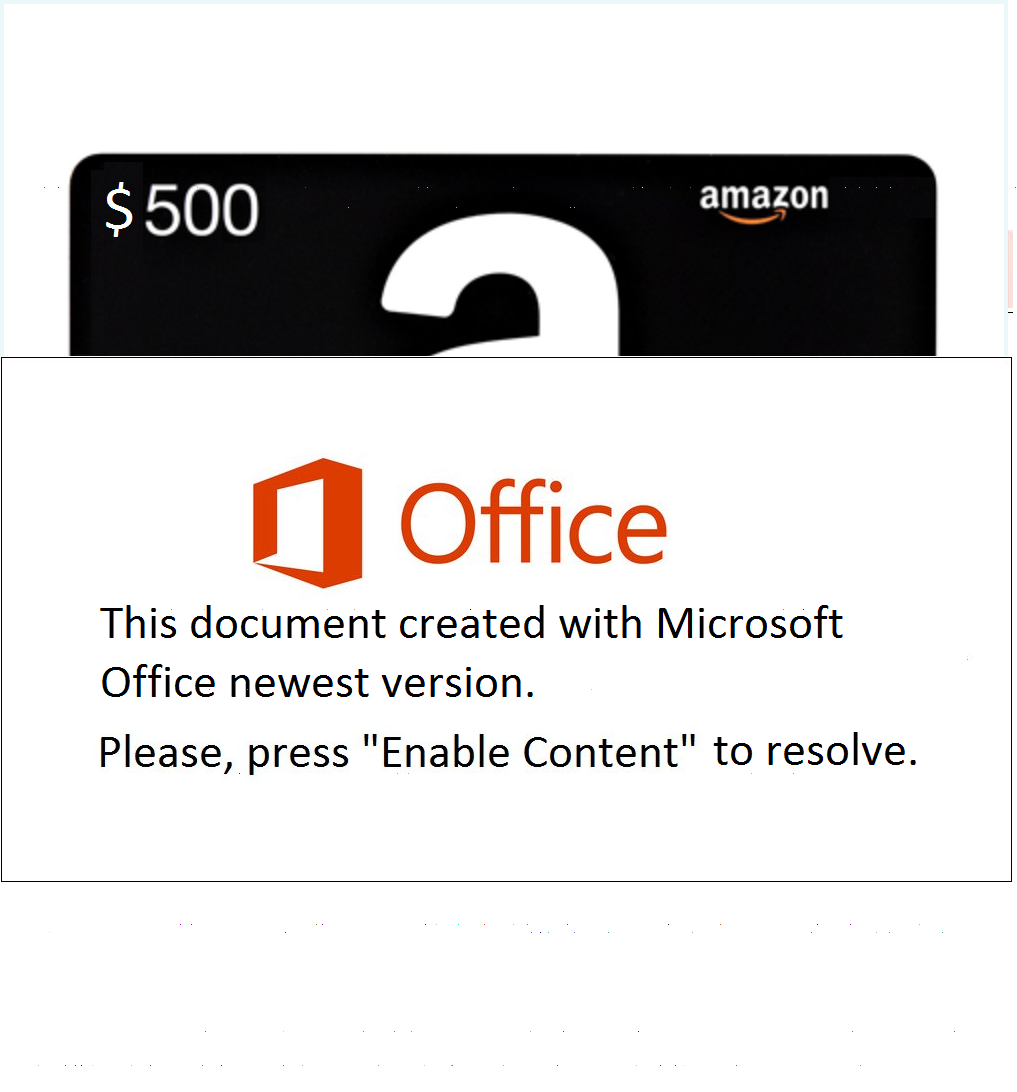 $500
amazon
a
Office
This document created with Microsoft
Office newest version.
Please, press "Enable Content" to resolve.